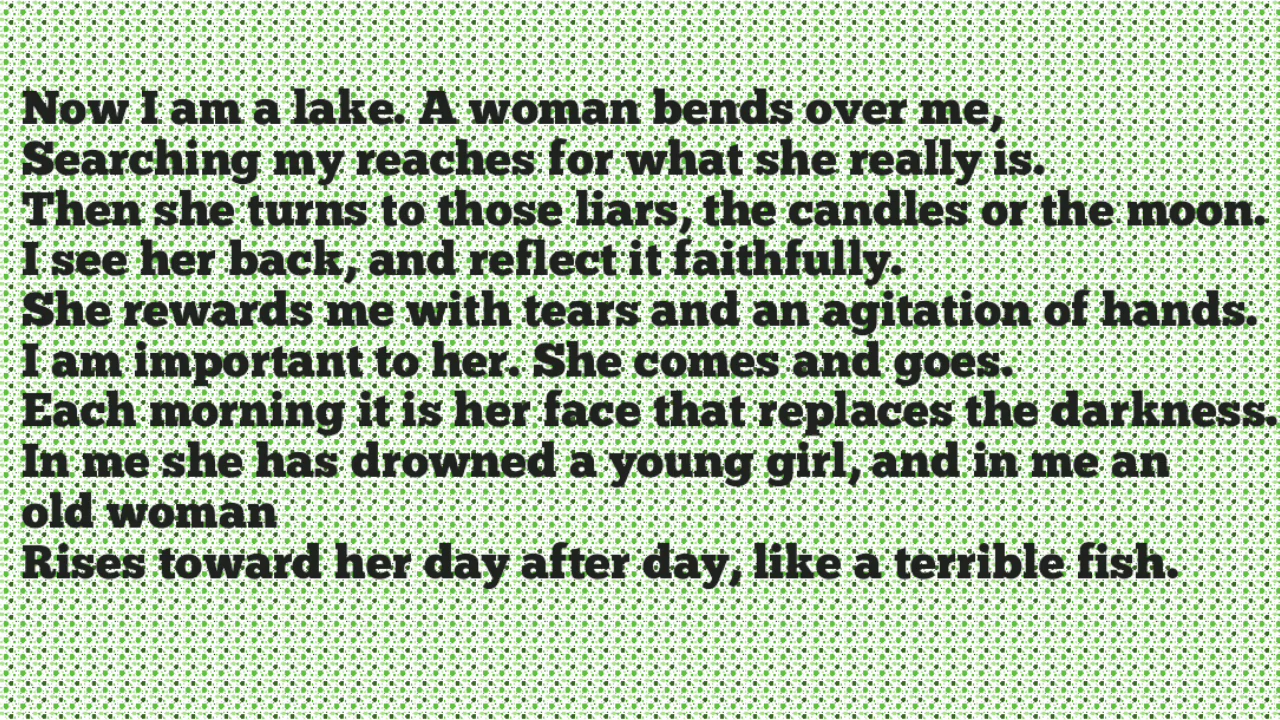 Now I am a lake. A woman bends over me,
Searching my reaches for what she really is.
Then she turns to those liars, the candles or the moon.
I see her back, and reflect it faithfully.
She rewards me with tears and an agitation of hands.
I am important to her. She comes and goes.
Each morning it is her face that replaces the darkness.
In me she has drowned a young girl, and in me an
old woman
Rises toward her day after day, like a terrible fish.